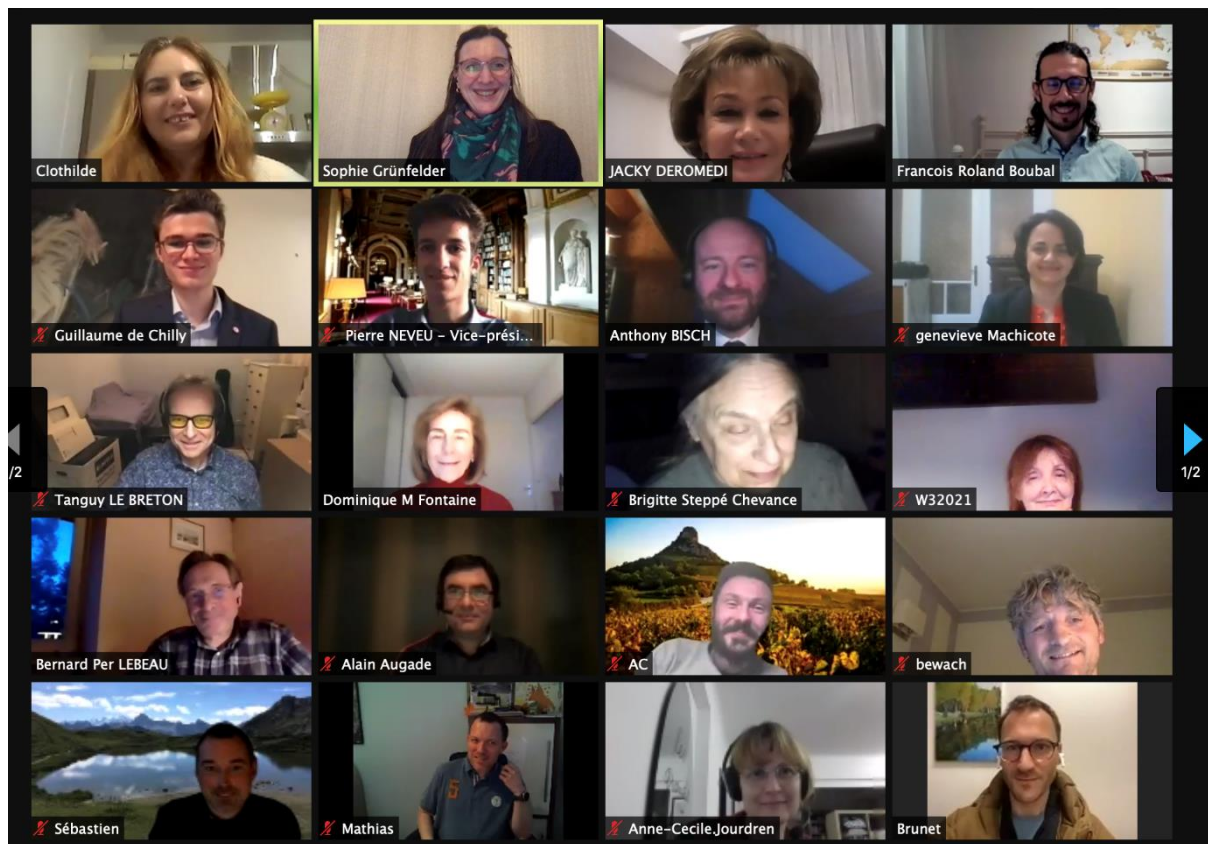 Clothilde
Sophie Grünfelder
JACKY DEROMEDI
Francois Roland Boubal
Guillaume de Chilly
Pierre NEVEU – Vice-prési...
Anthony BISCH
genevieve Machicote
/2
Tanguy LE BRETON
Dominique M Fontaine
Brigitte Steppé Chevance
W32021
1/2
Bernard Per LEBEAU
Alain Augade
AC
bewach
Sébastien
Mathias
Anne-Cecile.Jourdren
Brunet